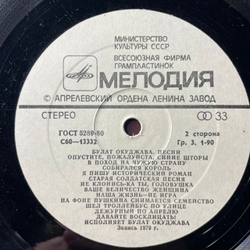 МИНИСТЕРСТВО
КУЛЬТУРЫ СССР
ВСЕСОЮЗНАЯ ФИРМА
ГРАМПЛАСТИНОК
МЕЛОДИЯ
© АПРЕЛЕВСКИЙ ОРДЕНА ЛЕНИНА ЗАВОД
СТЕРЕО 33
ГОСТ 5289-80 2 сторона
С60—13332 Гр. 3. 1-90
БУЛАТ ОКУДЖАВА. ПЕСНИ
ОПУСТИТЕ, ПОЖАЛУЙСТА, СИНИЕ ШТОРЫ
В ПОХОД НА ЧУЖУЮ СТРАНУ
СОБИРАЛСЯ КОРОЛЬ
Я ПИШУ ИСТОРИЧЕСКИЙ РОМАН
СТАРАЯ СОЛДАТСКАЯ ПЕСНЯ
НЕ КЛОНИСЬ-КА ТЫ, ГОЛОВУШКА
ВАШЕ ВЕЛИЧЕСТВО ЖЕНЩИНА
НАША ЖИЗНЬ—НЕ ИГРА
НА ФОНЕ ПУШКИНА СНИМАЕТСЯ СЕМЕЙСТВО
ШЕЛ ТРОЛЛЕЙБУС ПО УЛИЦЕ
ДЕЖУРНЫЙ ПО АПРЕЛЮ
ДАВАЙТЕ ВОСКЛИЦАТЬ!
ИСПОЛНЯЕТ БУЛАТ ОКУДЖАВА
Запись 1979 г.